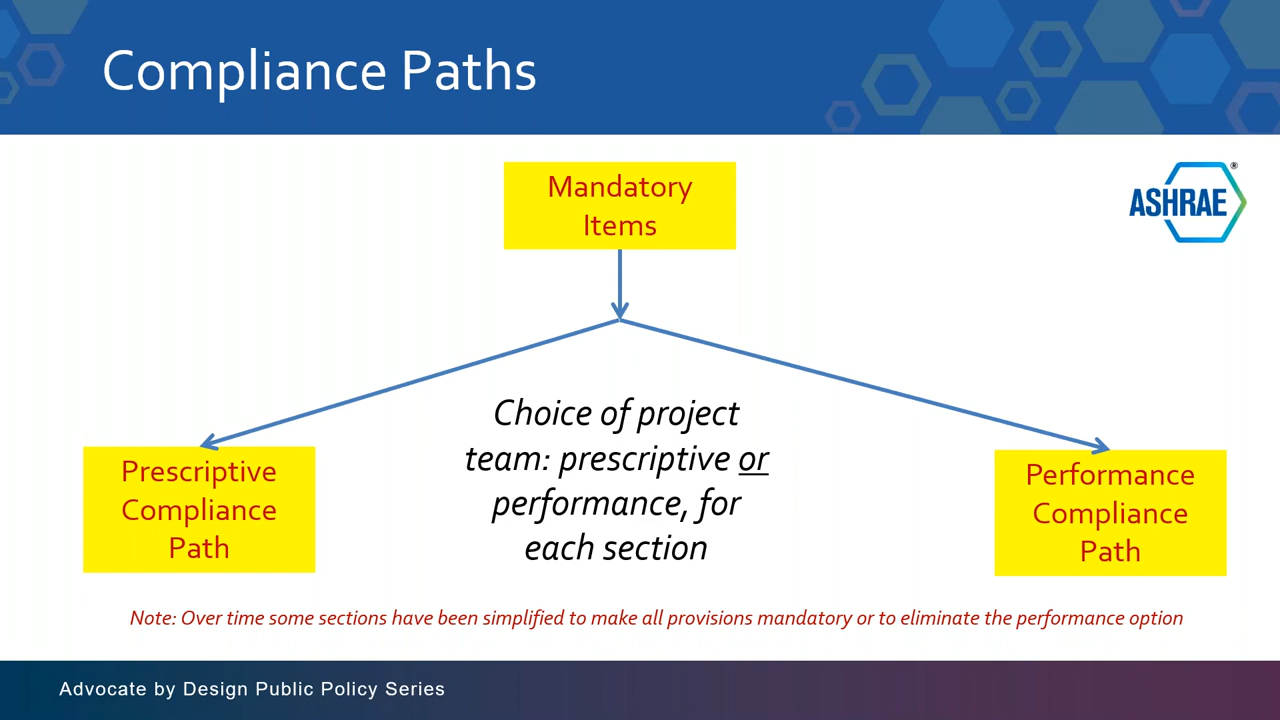 Compliance Paths
Mandatory
Items
ASHRAE®
Choice of project
team: prescriptive or
performance, for
each section
Prescriptive
Compliance
Path
Performance
Compliance
Path
Note: Over time some sections have been simplified to make all provisions mandatory or to eliminate the performance option
Advocate by Design Public Policy Series